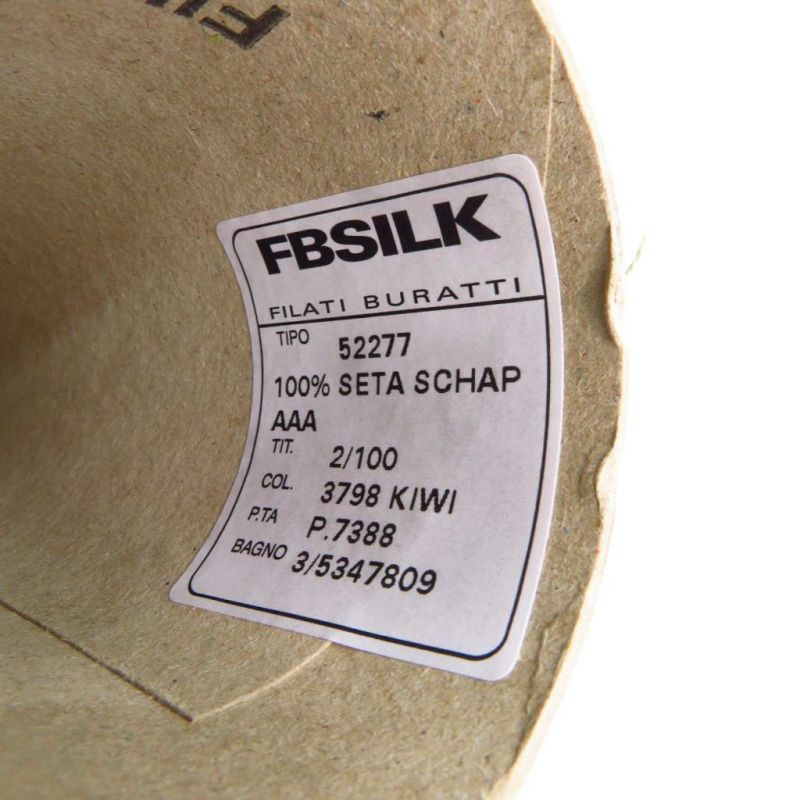 FBSILK
FILATI BURATTI
TIPO 52277
100% SETA SCHAP
AAA
TIT. 2/100
COL. 3798 KIWI
P.TA P.7388
BAGNO 3/5347809